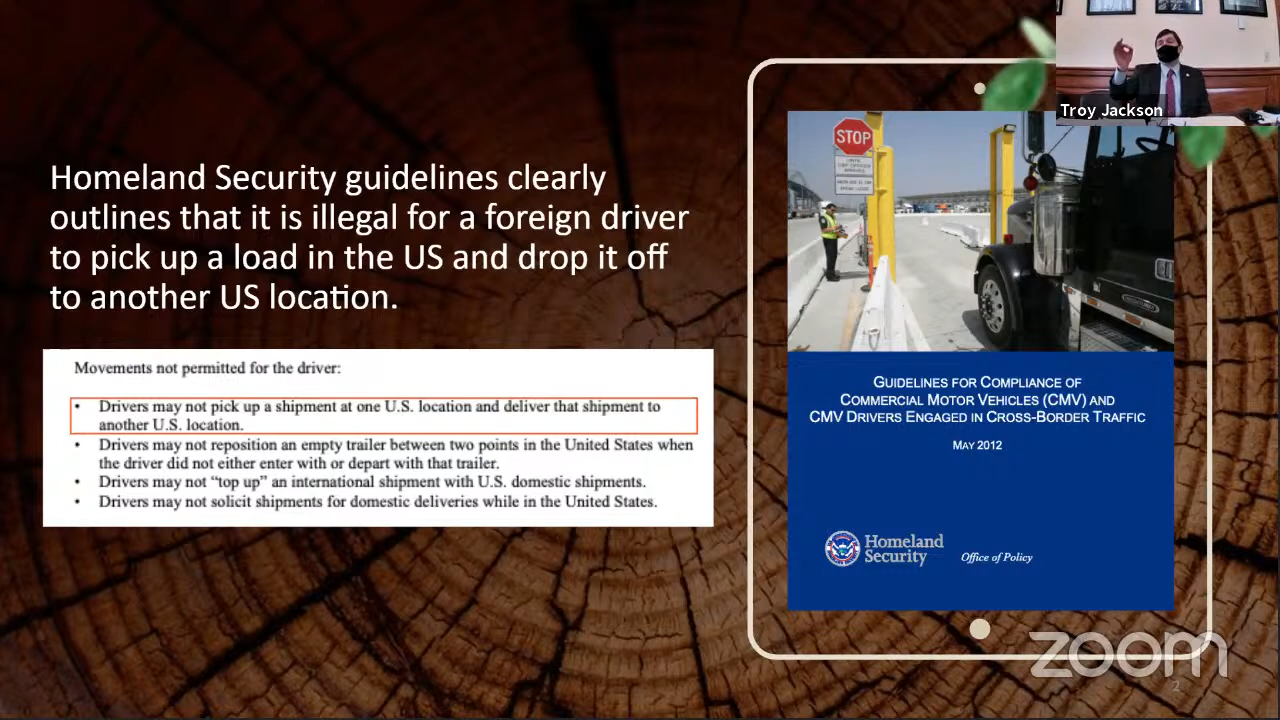 Homeland Security guidelines clearly
outlines that it is illegal for a foreign driver
to pick up a load in the US and drop it off
to another US location.
Movements not permitted for the driver:
• Drivers may not pick up a shipment at one U.S. location and deliver that shipment to
another U.S. location.
• Drivers may not reposition an empty trailer between two points in the United States when
the driver did not either enter with or depart with that trailer.
• Drivers may not “top up” an international shipment with U.S. domestic shipments.
• Drivers may not solicit shipments for domestic deliveries while in the United States.
Troy Jackson
STOP
GUIDELINES FOR COMPLIANCE OF
COMMERCIAL MOTOR VEHICLES (CMV) AND
CMV DRIVERS ENGAGED IN CROSS-BORDER TRAFFIC
MAY 2012
Homeland
Security
Office of Policy
zoom
2